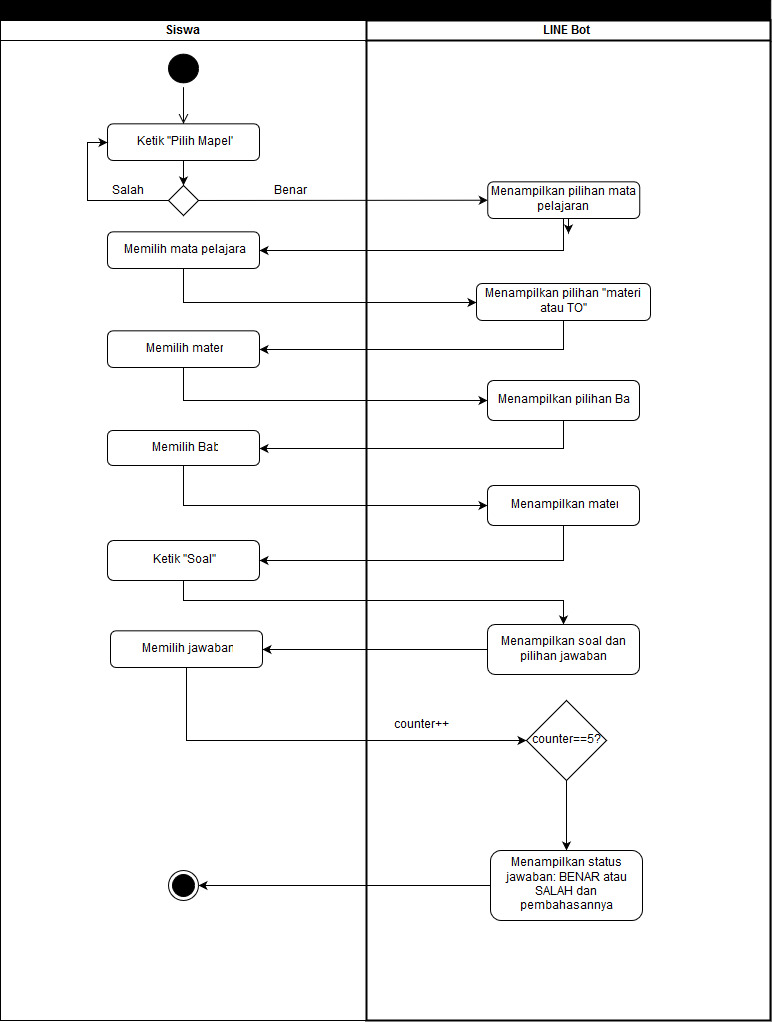 Siswa
LINE Bot
Ketik "Pilih Mapel'
Salah
Benar
Menampilkan pilihan mata
pelajaran
Memilih mata pelajara
Menampilkan pilihan "materi
atau TO"
Memilih mater
Menampilkan pilihan Ba
Memilih Bab
Menampilkan mater
Ketik "Soal"
Menampilkan soal dan
pilihan jawaban
Memilih jawaban
counter++
counter==5?
Menampilkan status
jawaban: BENAR atau
SALAH dan
pembahasannya